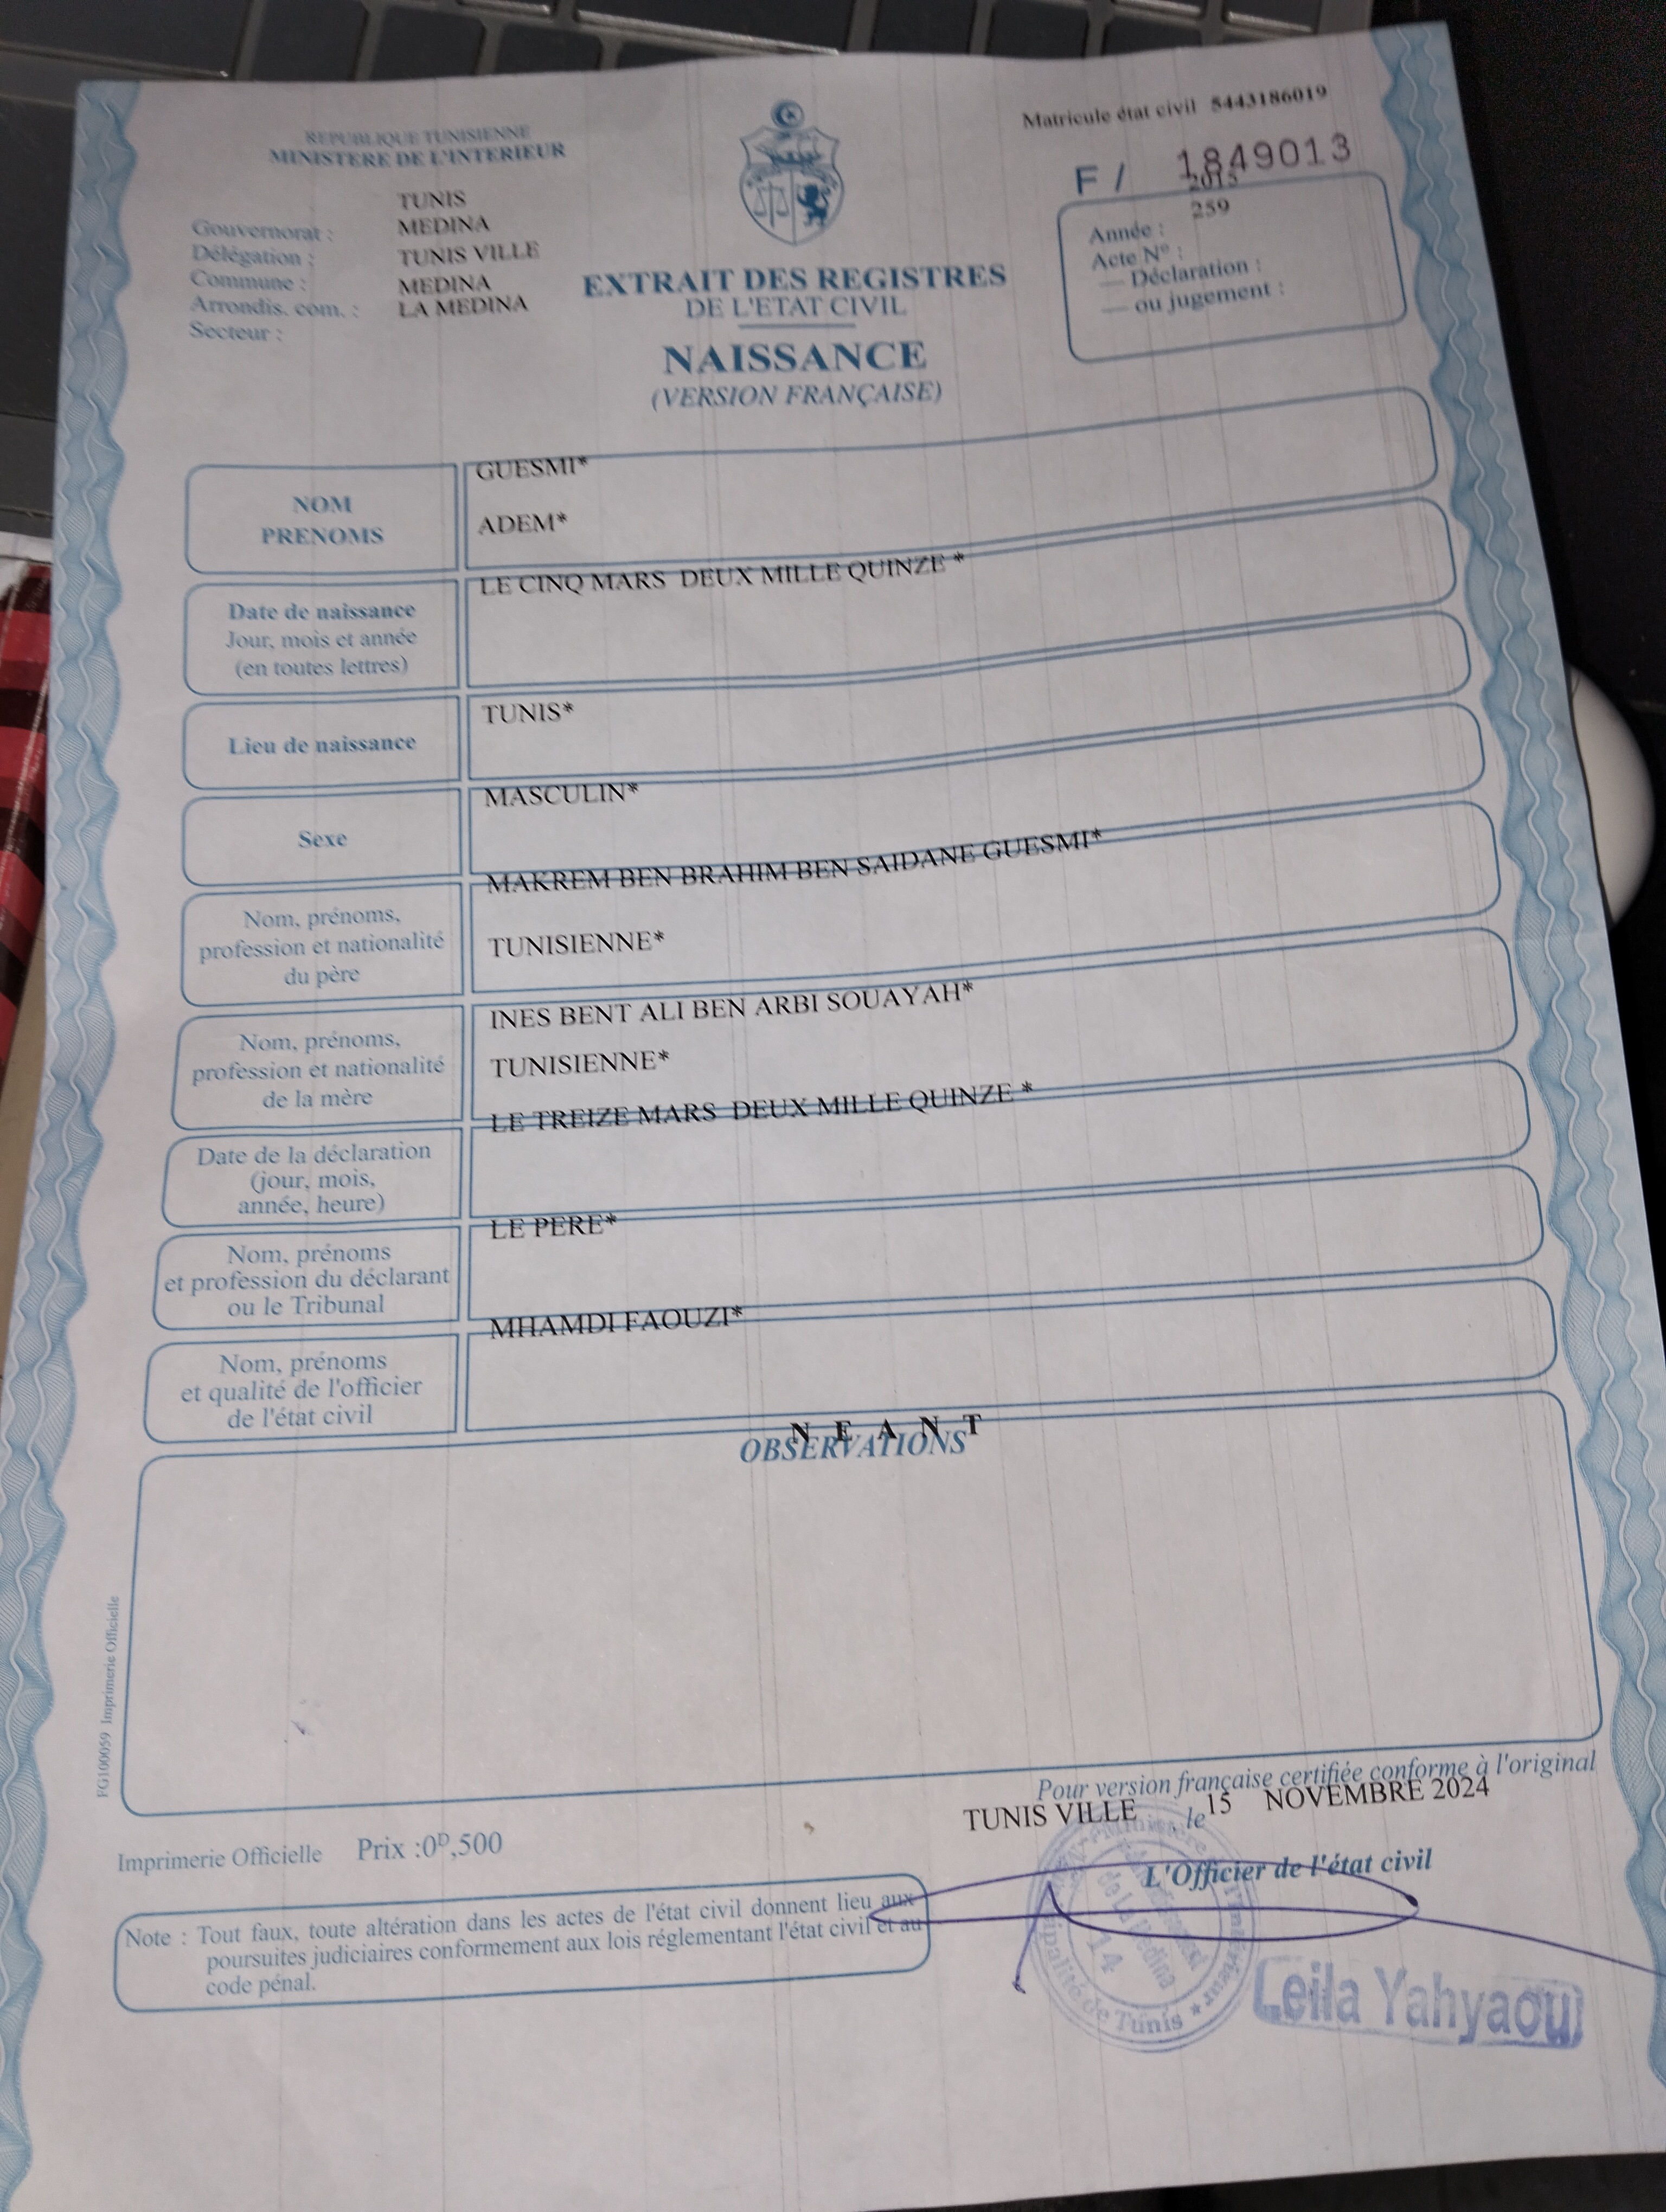 REPUBLIQUE TUNISIENNE
MINISTERE DE L'INTERIEUR
Matricule état civil 5443186019
F / 1849013
Gouvernorat : TUNIS
Délégation : MEDINA
Commune : TUNIS VILLE
Arrondis. com. : MEDINA
Secteur : LA MEDINA
Année : 2015
Acte N° : 259
— Déclaration :
— ou jugement :
EXTRAIT DES REGISTRES
DE L'ETAT CIVIL
NAISSANCE
(VERSION FRANÇAISE)
NOM
PRENOMS
GUESMI*
ADEM*
Date de naissance
Jour, mois et année
(en toutes lettres)
LE CINQ MARS DEUX MILLE QUINZE *
Lieu de naissance
TUNIS*
Sexe
MASCULIN*
Nom, prénoms,
profession et nationalité
du père
MAKREM BEN BRAHIM BEN SAIDANE GUESMI*
TUNISIENNE*
Nom, prénoms,
profession et nationalité
de la mère
INES BENT ALI BEN ARBI SOUAYAH*
TUNISIENNE*
Date de la déclaration
(jour, mois,
année, heure)
LE TREIZE MARS DEUX MILLE QUINZE *
Nom, prénoms
et profession du déclarant
ou le Tribunal
LE PERE*
Nom, prénoms
et qualité de l'officier
de l'état civil
MHAMDI FAOUZI*
N E A N T
OBSERVATIONS
FG100059 Imprimerie Officielle
Pour version française certifiée conforme à l'original
TUNIS VILLE le 15 NOVEMBRE 2024
L'Officier de l'état civil
Imprimerie Officielle Prix :0ᴰ,500
Note : Tout faux, toute altération dans les actes de l'état civil donnent lieu aux
poursuites judiciaires conformement aux lois réglementant l'état civil et au
code pénal.
de La Medina
14
de Tunis
Leila Yahyaoui